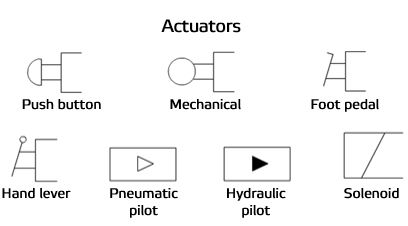 Actuators
Push button
Mechanical
Foot pedal
Hand lever
Pneumatic
pilot
Hydraulic
pilot
Solenoid